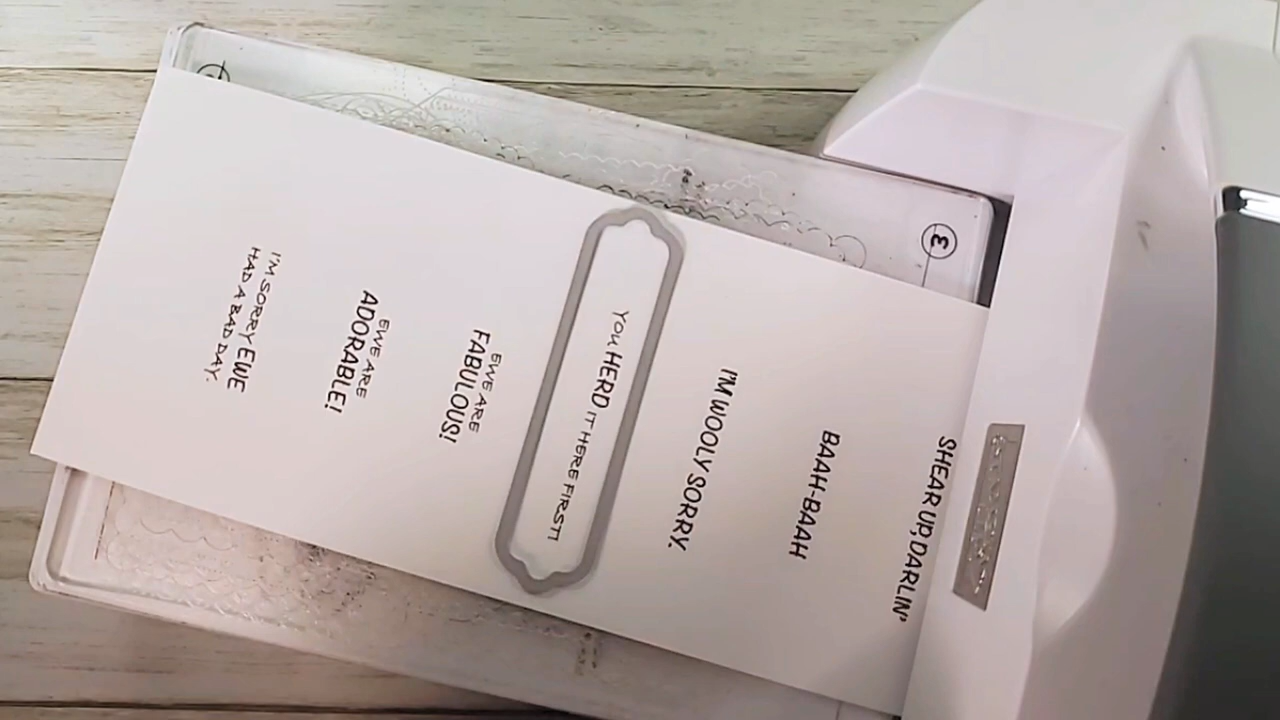 SHEAR UP, DARLIN'
BAAH-BAAH
I'M WOOLY SORRY.
YOU HERD IT HERE FIRST!
EWE ARE
FABULOUS!
EWE ARE
ADORABLE!
I'M SORRY EWE
HAD A BAD DAY.
3